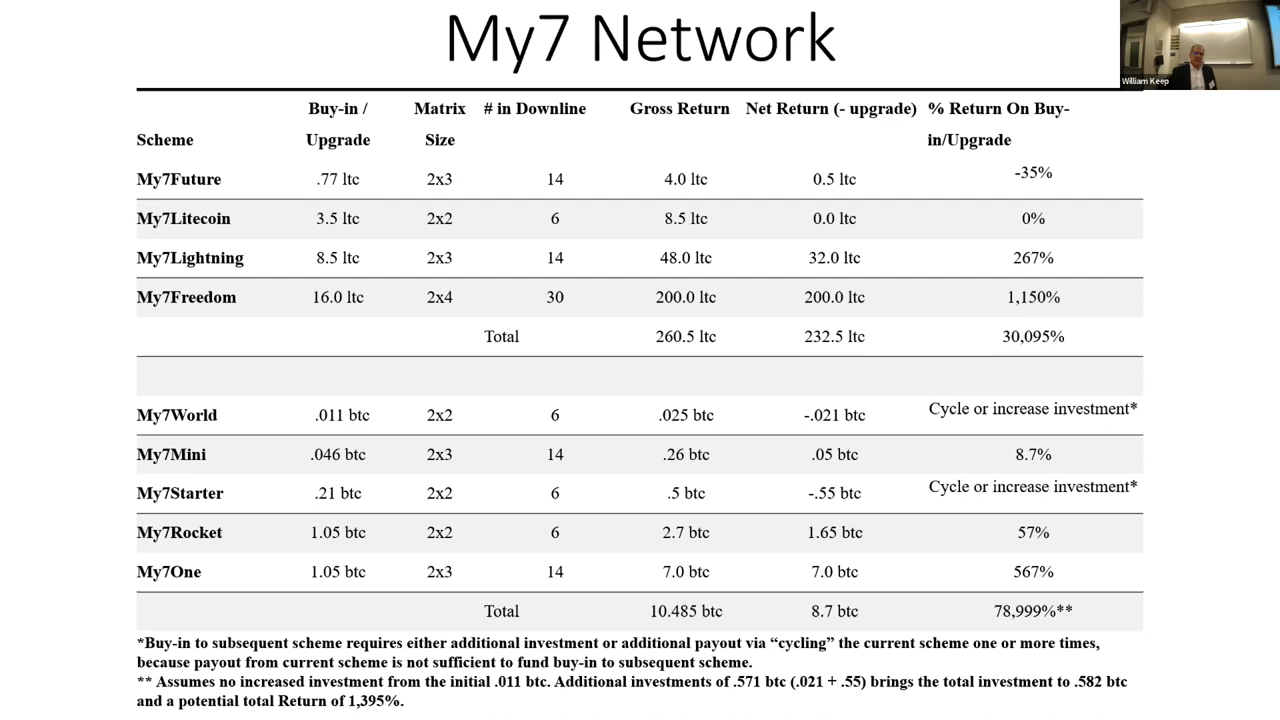 My7 Network
William Keep
Buy-in / Matrix # in Downline Gross Return Net Return (- upgrade) % Return On Buy-
Scheme Upgrade Size in/Upgrade
My7Future .77 ltc 2x3 14 4.0 ltc 0.5 ltc -35%
My7Litecoin 3.5 ltc 2x2 6 8.5 ltc 0.0 ltc 0%
My7Lightning 8.5 ltc 2x3 14 48.0 ltc 32.0 ltc 267%
My7Freedom 16.0 ltc 2x4 30 200.0 ltc 200.0 ltc 1,150%
Total 260.5 ltc 232.5 ltc 30,095%
My7World .011 btc 2x2 6 .025 btc -.021 btc Cycle or increase investment*
My7Mini .046 btc 2x3 14 .26 btc .05 btc 8.7%
My7Starter .21 btc 2x2 6 .5 btc -.55 btc Cycle or increase investment*
My7Rocket 1.05 btc 2x2 6 2.7 btc 1.65 btc 57%
My7One 1.05 btc 2x3 14 7.0 btc 7.0 btc 567%
Total 10.485 btc 8.7 btc 78,999%**
*Buy-in to subsequent scheme requires either additional investment or additional payout via “cycling” the current scheme one or more times,
because payout from current scheme is not sufficient to fund buy-in to subsequent scheme.
** Assumes no increased investment from the initial .011 btc. Additional investments of .571 btc (.021 + .55) brings the total investment to .582 btc
and a potential total Return of 1,395%.